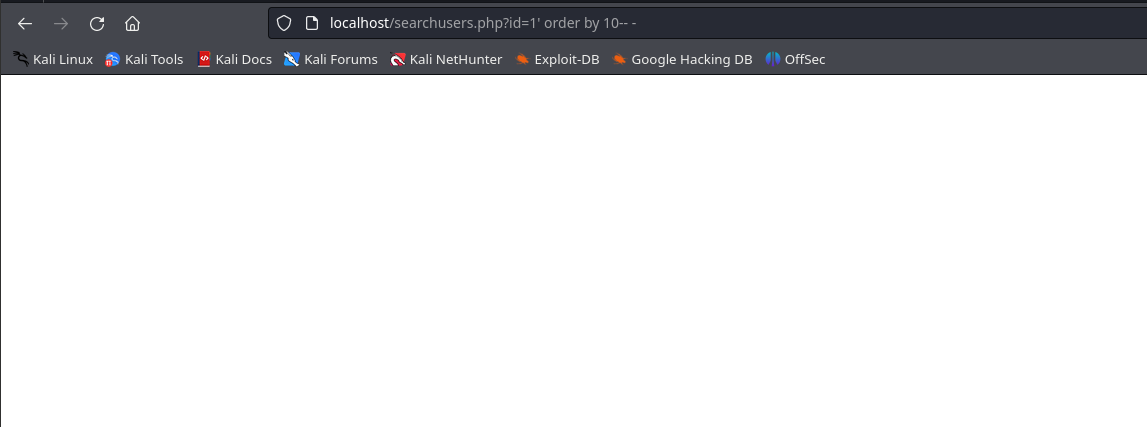 localhost/searchusers.php?id=1' order by 10-- -
Kali Linux Kali Tools Kali Docs Kali Forums Kali NetHunter Exploit-DB Google Hacking DB OffSec